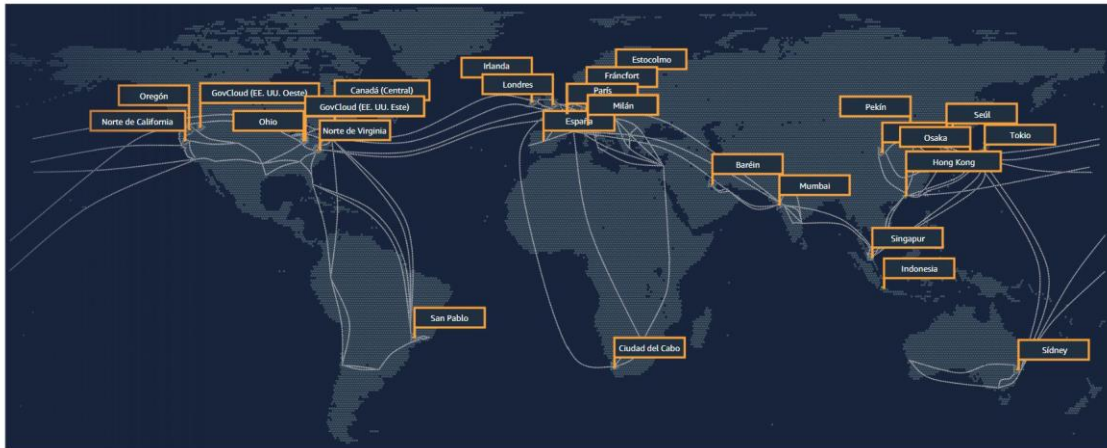 Estocolmo
Irlanda
Fráncfort
Londres
París
Oregón
GovCloud (EE. UU. Oeste)
Canadá (Central)
GovCloud (EE. UU. Este)
Milán
Norte de California
Ohio
Norte de Virginia
España
Pekín
Seúl
Osaka
Tokio
Hong Kong
Baréin
Mumbai
Singapur
Indonesia
San Pablo
Ciudad del Cabo
Sídney